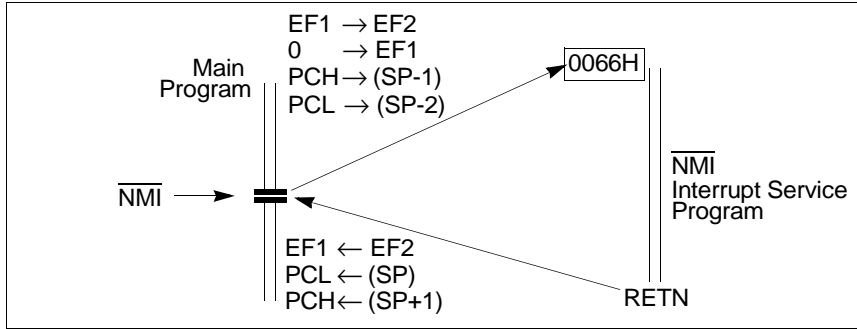 EF1 → EF2
0 → EF1
PCH → (SP-1)
PCL → (SP-2)
Main
Program
0066H
NMI
NMI
Interrupt Service
Program
EF1 ← EF2
PCL ← (SP)
PCH ← (SP+1)
RETN